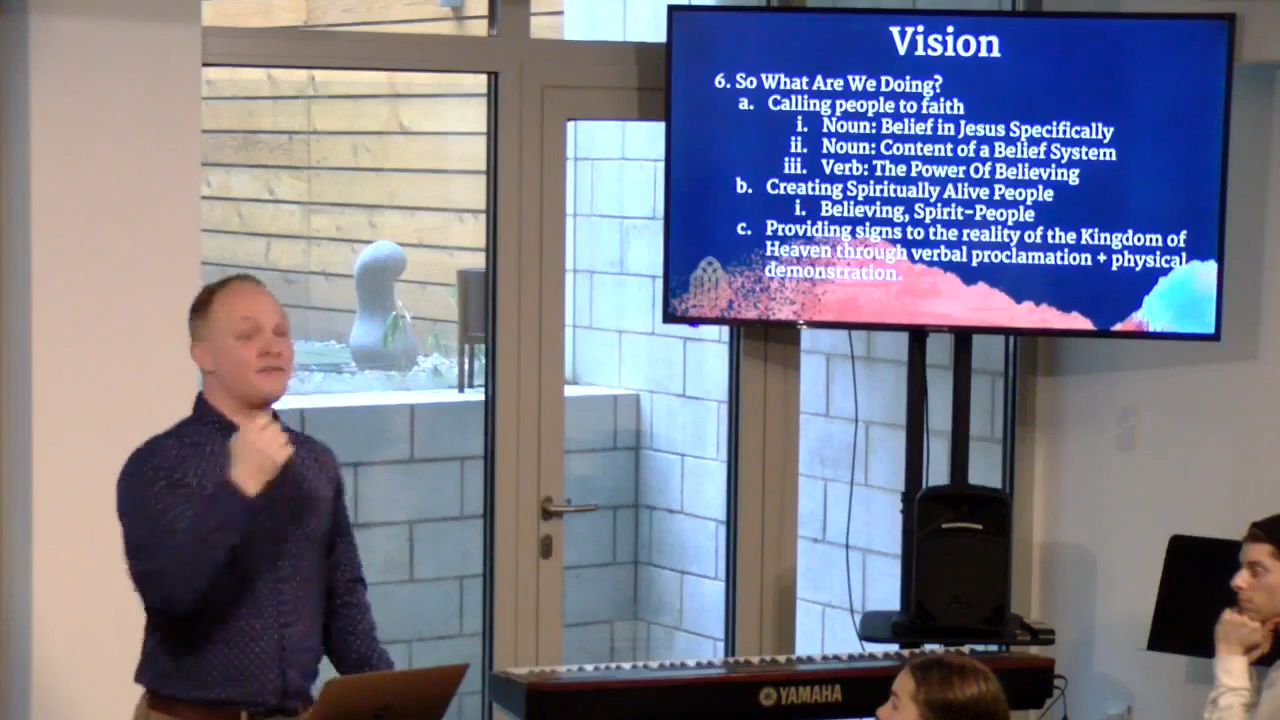 Vision
6. So What Are We Doing?
a. Calling people to faith
i. Noun: Belief in Jesus Specifically
ii. Noun: Content of a Belief System
iii. Verb: The Power Of Believing
b. Creating Spiritually Alive People
i. Believing, Spirit-People
c. Providing signs to the reality of the Kingdom of
Heaven through verbal proclamation + physical
demonstration.
YAMAHA